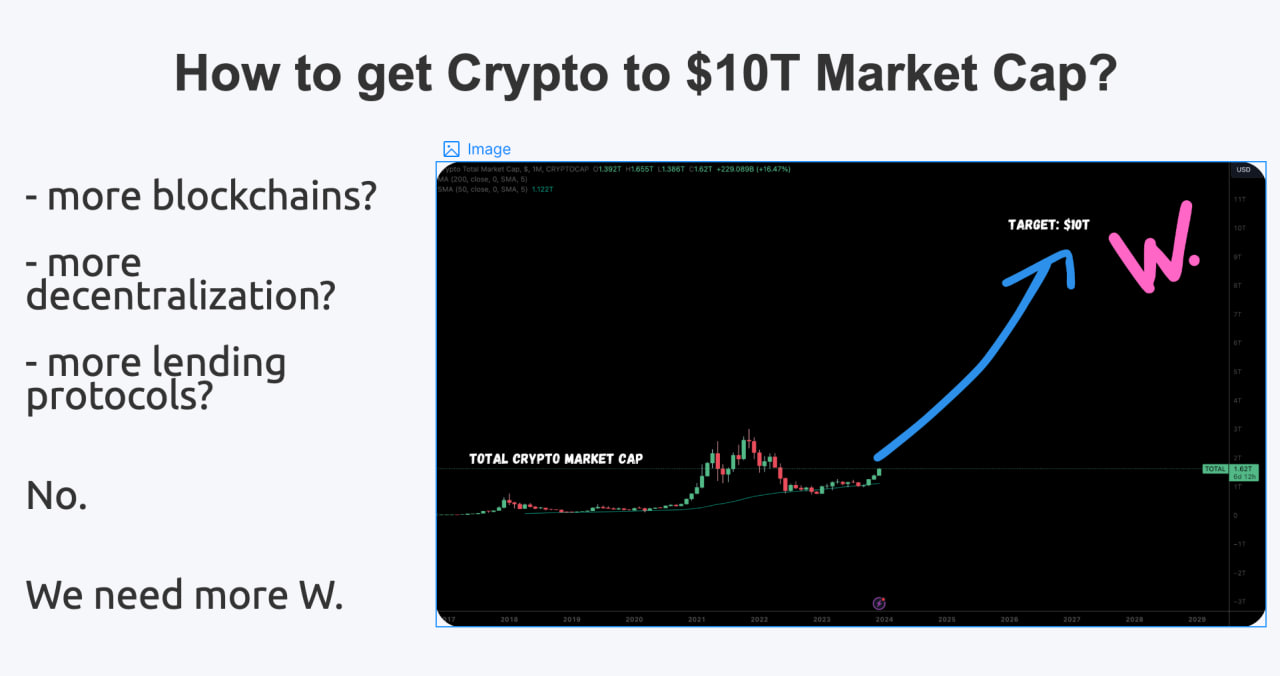 How to get Crypto to $10T Market Cap?
Image
- more blockchains?
- more
decentralization?
- more lending
protocols?
No.
We need more W.
rypto Total Market Cap, $, 1M, CRYPTOCAP O1.392T H1.655T L1.386T C1.62T +229.089B (+16.47%)
MA (200, close, 0, SMA, 5)
SMA (50, close, 0, SMA, 5) 1.122T
USD
TARGET: $10T
W.
TOTAL CRYPTO MARKET CAP
11T
10T
9T
8T
7T
6T
5T
4T
3T
2T
TOTAL 1.62T
6d 12h
1T
0
−1T
−2T
−3T
17 2018 2019 2020 2021 2022 2023 2024 2025 2026 2027 2028 2029